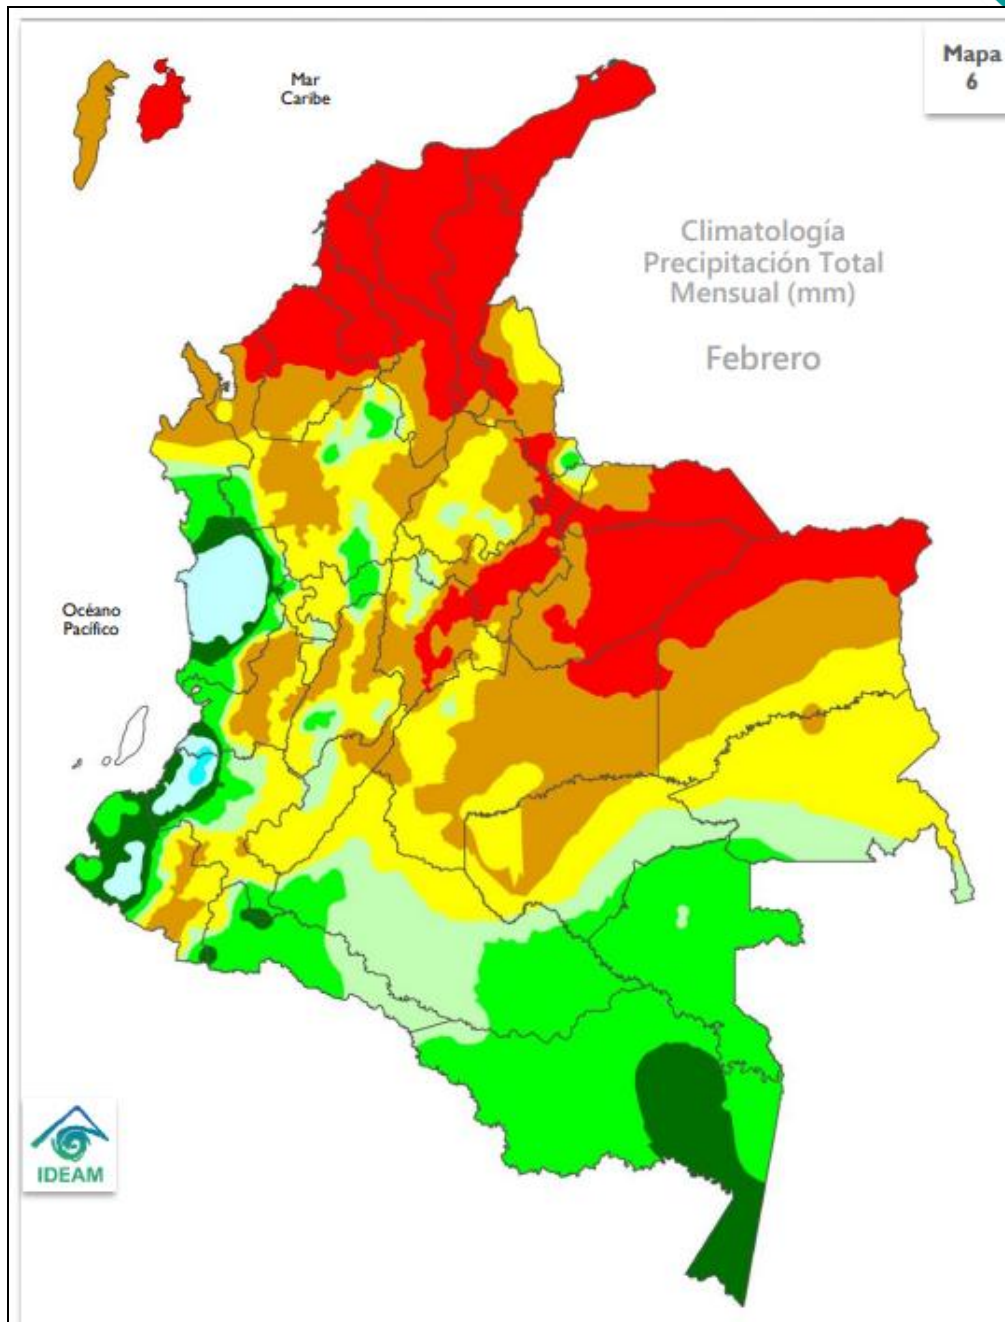 Mapa
6
Mar
Caribe
Climatología
Precipitación Total
Mensual (mm)
Febrero
Océano
Pacífico
IDEAM